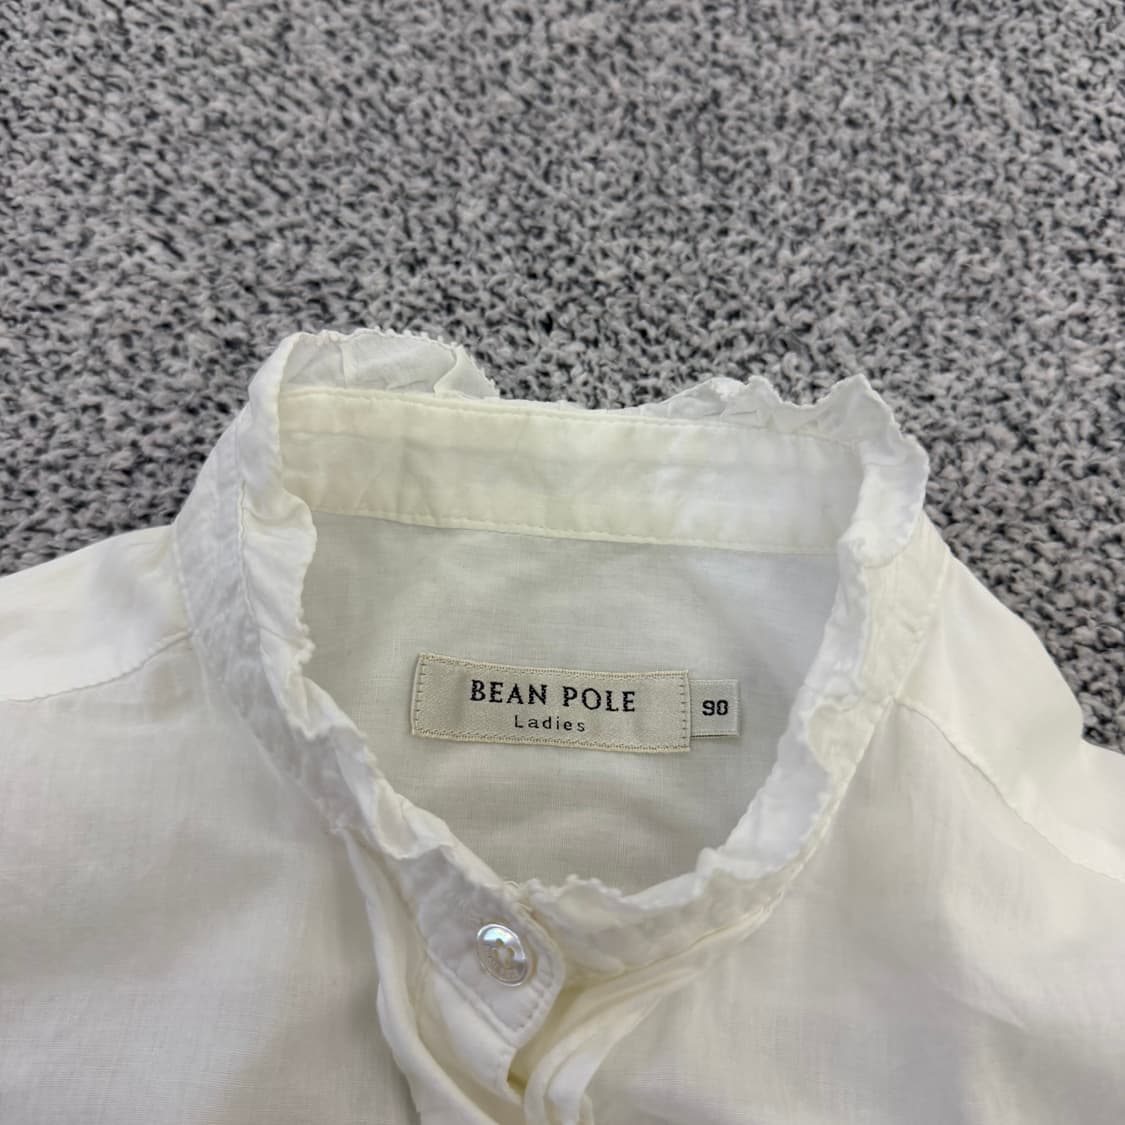 BEAN POLE
Ladies
90